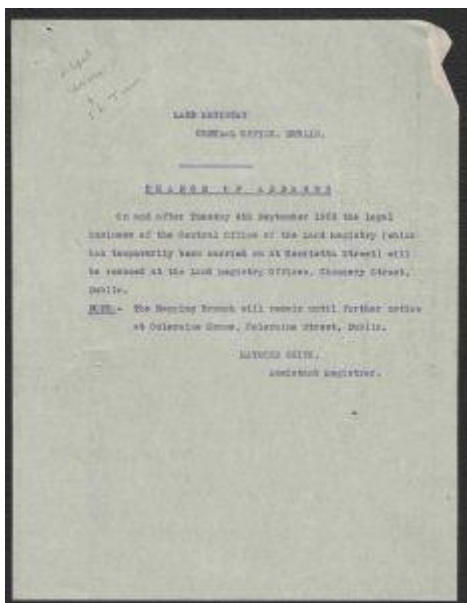 LAND REGISTRY
CENTRAL OFFICE, DUBLIN.
CHANGE OF ADDRESS
On and after Tuesday 4th September the legal
business of the Central Office of the Land Registry (which
has temporarily been carried on at Henrietta Street) will
be resumed at the Land Registry Offices, Chancery Street,
Dublin.
NOTE:- The Mapping Branch will remain until further notice
at Coleraine House, Coleraine Street, Dublin.
Assistant Registrar.